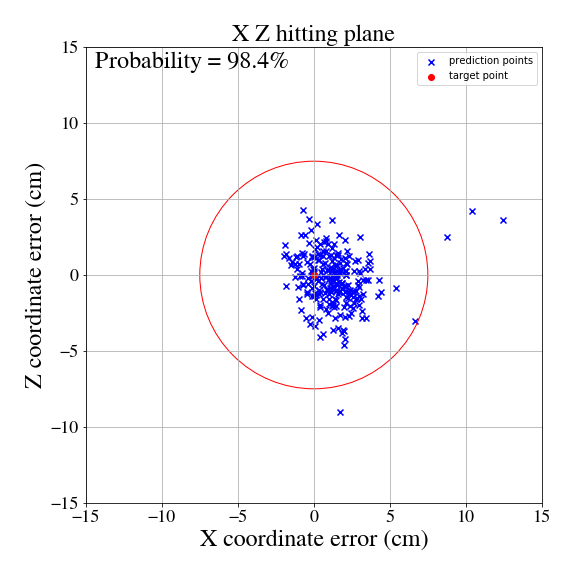 X Z hitting plane
Probability = 98.4%
prediction points
target point
15
10
5
0
−5
−10
−15
Z coordinate error (cm)
−15
−10
−5
0
5
10
15
X coordinate error (cm)